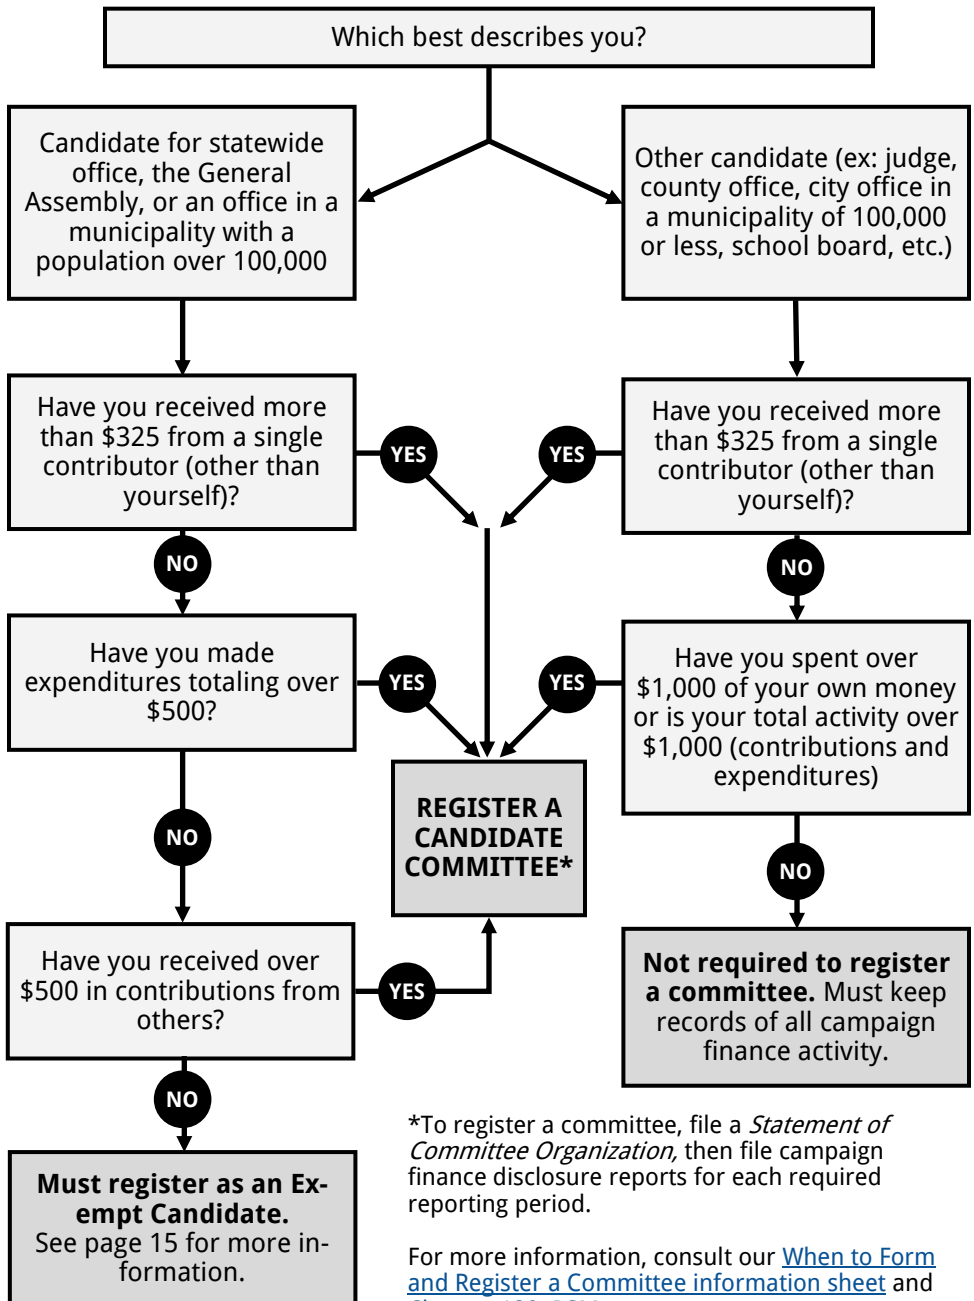 Which best describes you?
Candidate for statewide
office, the General
Assembly, or an office in a
municipality with a
population over 100,000
Other candidate (ex: judge,
county office, city office in
a municipality of 100,000
or less, school board, etc.)
Have you received more
than $325 from a single
contributor (other than
yourself)?
YES
YES
Have you received more
than $325 from a single
contributor (other than
yourself)?
NO
NO
Have you made
expenditures totaling over
$500?
YES
YES
Have you spent over
$1,000 of your own money
or is your total activity over
$1,000 (contributions and
expenditures)
REGISTER A
CANDIDATE
COMMITTEE*
NO
NO
Have you received over
$500 in contributions from
others?
YES
Not required to register
a committee. Must keep
records of all campaign
finance activity.
NO
Must register as an Ex-
empt Candidate.
See page 15 for more in-
formation.
*To register a committee, file a Statement of
Committee Organization, then file campaign
finance disclosure reports for each required
reporting period.
For more information, consult our When to Form
and Register a Committee information sheet and